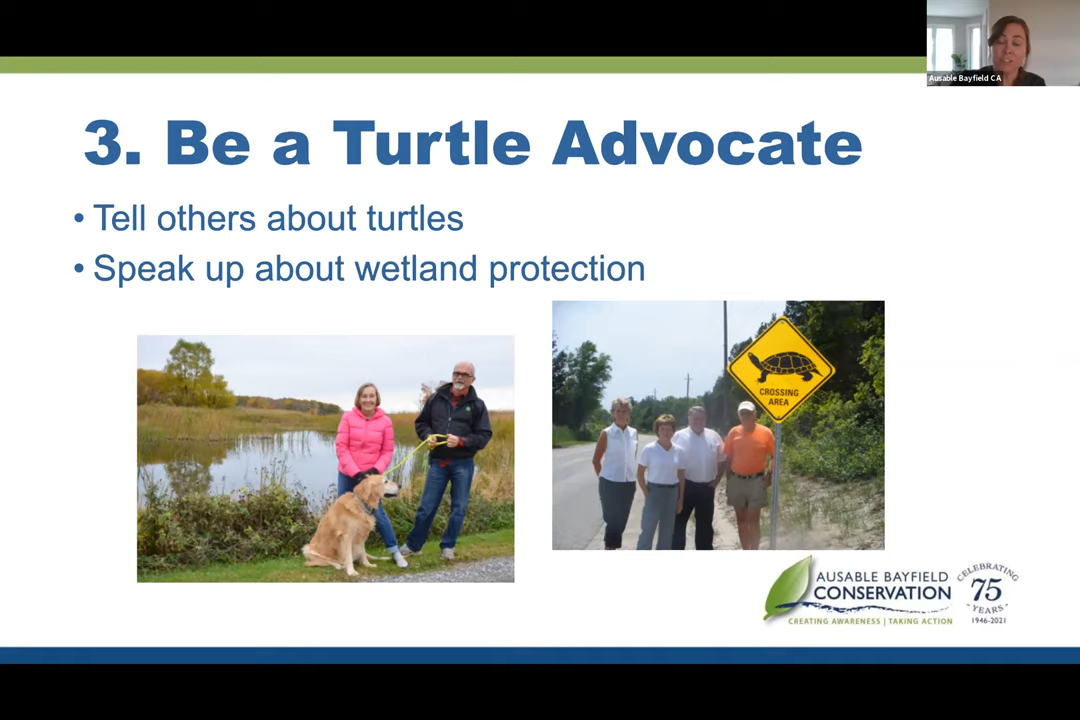 Ausable Bayfield CA
3. Be a Turtle Advocate
• Tell others about turtles
• Speak up about wetland protection
CROSSING
AREA
AUSABLE BAYFIELD
CONSERVATION
CREATING AWARENESS | TAKING ACTION
CELEBRATING
75
- YEARS -
1946-2021